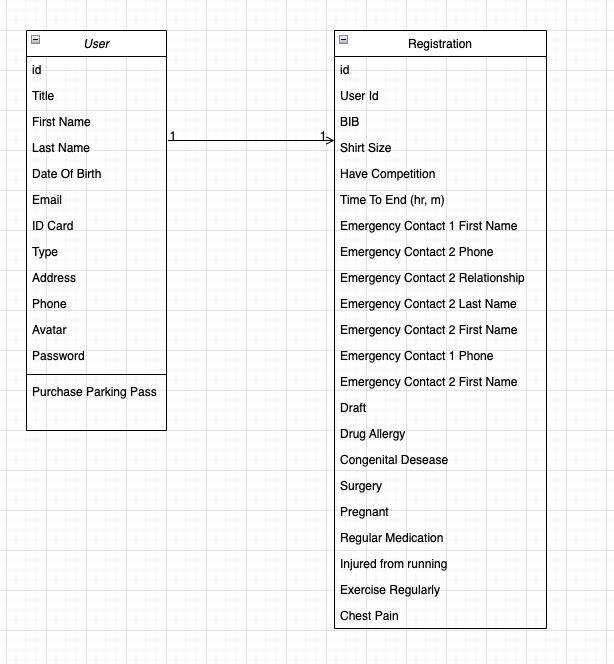 User
id
Title
First Name
Last Name
Date Of Birth
Email
ID Card
Type
Address
Phone
Avatar
Password
Purchase Parking Pass
1
1
Registration
id
User Id
BIB
Shirt Size
Have Competition
Time To End (hr, m)
Emergency Contact 1 First Name
Emergency Contact 2 Phone
Emergency Contact 2 Relationship
Emergency Contact 2 Last Name
Emergency Contact 2 First Name
Emergency Contact 1 Phone
Emergency Contact 2 First Name
Draft
Drug Allergy
Congenital Desease
Surgery
Pregnant
Regular Medication
Injured from running
Exercise Regularly
Chest Pain